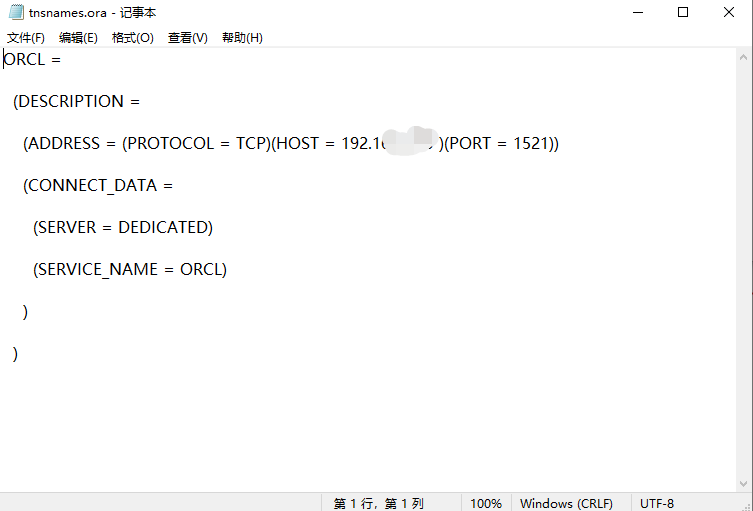 tnsnames.ora - 记事本
文件(F) 编辑(E) 格式(O) 查看(V) 帮助(H)
ORCL =
(DESCRIPTION =
(ADDRESS = (PROTOCOL = TCP)(HOST = 192.1 )(PORT = 1521))
(CONNECT_DATA =
(SERVER = DEDICATED)
(SERVICE_NAME = ORCL)
)
)
第 1 行，第 1 列 100% Windows (CRLF) UTF-8